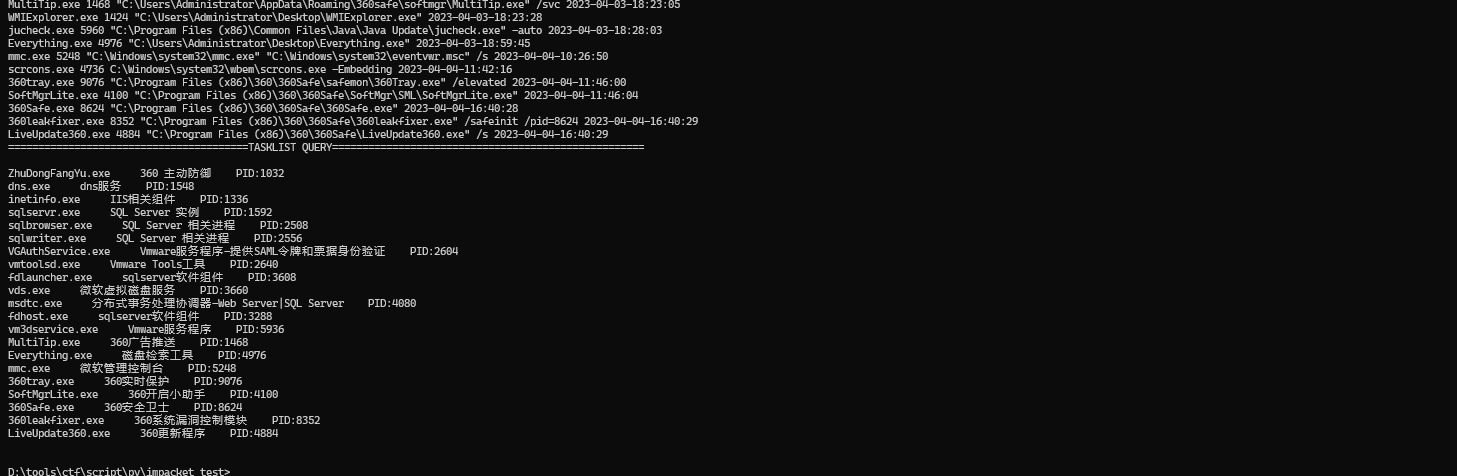 MultiTip.exe 1468 "C:\Users\Administrator\AppData\Roaming\360safe\softmgr\MultiTip.exe" /svc 2023-04-03-18:23:05
WMIExplorer.exe 1424 "C:\Users\Administrator\Desktop\WMIExplorer.exe" 2023-04-03-18:23:28
jucheck.exe 5960 "C:\Program Files (x86)\Common Files\Java\Java Update\jucheck.exe" -auto 2023-04-03-18:28:03
Everything.exe 4976 "C:\Users\Administrator\Desktop\Everything.exe" 2023-04-03-18:59:45
mmc.exe 5248 "C:\Windows\system32\mmc.exe" "C:\Windows\system32\eventvwr.msc" /s 2023-04-04-10:26:50
scrcons.exe 4736 C:\Windows\system32\wbem\scrcons.exe -Embedding 2023-04-04-11:42:16
360tray.exe 9076 "C:\Program Files (x86)\360\360Safe\safemon\360Tray.exe" /elevated 2023-04-04-11:46:00
SoftMgrLite.exe 4100 "C:\Program Files (x86)\360\360Safe\SoftMgr\SML\SoftMgrLite.exe" 2023-04-04-11:46:04
360Safe.exe 8624 "C:\Program Files (x86)\360\360Safe\360Safe.exe" 2023-04-04-16:40:28
360leakfixer.exe 8352 "C:\Program Files (x86)\360\360Safe\360leakfixer.exe" /safeinit /pid=8624 2023-04-04-16:40:29
LiveUpdate360.exe 4884 "C:\Program Files (x86)\360\360Safe\LiveUpdate360.exe" /s 2023-04-04-16:40:29
========================================TASKLIST QUERY====================================================
ZhuDongFangYu.exe     360 主动防御    PID:1032
dns.exe     dns服务    PID:1548
inetinfo.exe     IIS相关组件    PID:1336
sqlservr.exe     SQL Server 实例    PID:1592
sqlbrowser.exe     SQL Server 相关进程    PID:2508
sqlwriter.exe     SQL Server 相关进程    PID:2556
VGAuthService.exe     Vmware服务程序-提供SAML令牌和票据身份验证    PID:2604
vmtoolsd.exe     Vmware Tools工具    PID:2640
fdlauncher.exe     sqlserver软件组件    PID:3608
vds.exe     微软虚拟磁盘服务    PID:3660
msdtc.exe     分布式事务处理协调器-Web Server|SQL Server    PID:4080
fdhost.exe     sqlserver软件组件    PID:3288
vm3dservice.exe     Vmware服务程序    PID:5936
MultiTip.exe     360广告推送    PID:1468
Everything.exe     磁盘检索工具    PID:4976
mmc.exe     微软管理控制台    PID:5248
360tray.exe     360实时保护    PID:9076
SoftMgrLite.exe     360开启小助手    PID:4100
360Safe.exe     360安全卫士    PID:8624
360leakfixer.exe     360系统漏洞控制模块    PID:8352
LiveUpdate360.exe     360更新程序    PID:4884
D:\tools\ctf\script\py\impacket_test>